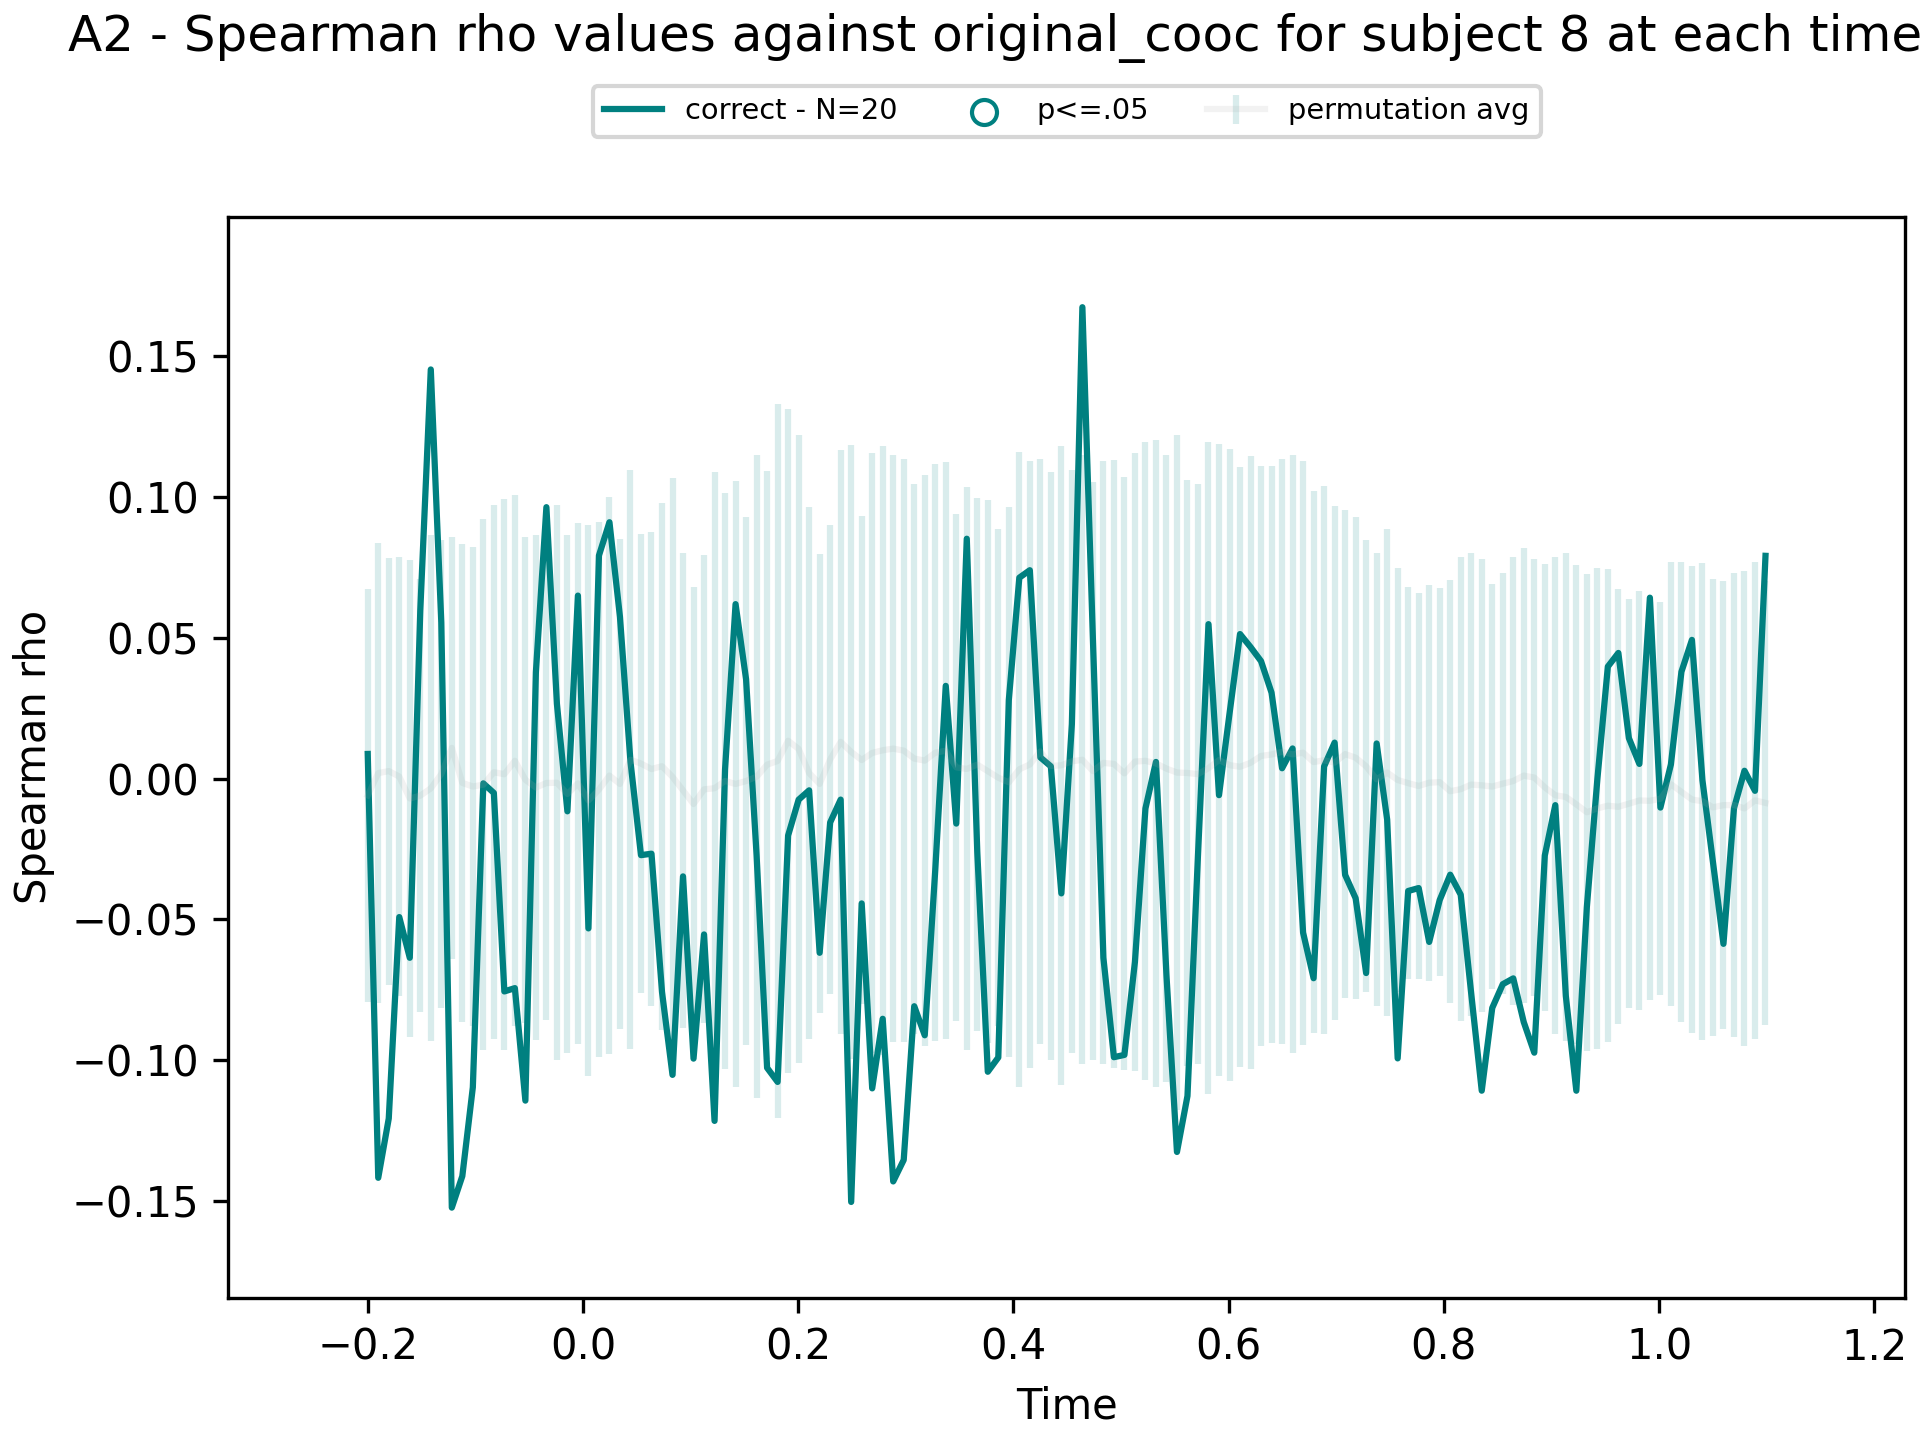 A2 - Spearman rho values against original_cooc for subject 8 at each time
correct - N=20
p<=.05
permutation avg
Spearman rho
0.15
0.10
0.05
0.00
−0.05
−0.10
−0.15
−0.2
0.0
0.2
0.4
0.6
0.8
1.0
1.2
Time